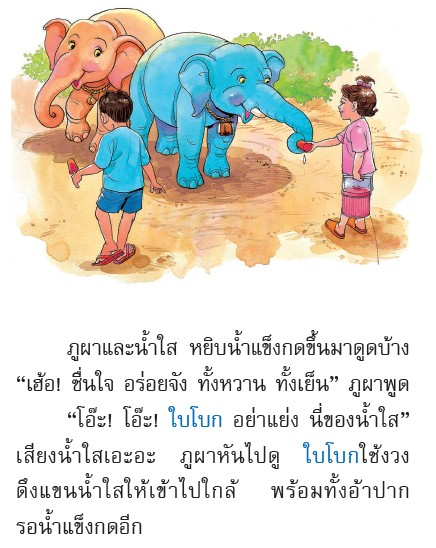 ภูผาและน้ำใส หยิบน้ำแข็งกดขึ้นมาดูดบ้าง
“เฮ้อ! ชื่นใจ อร่อยจัง ทั้งหวาน ทั้งเย็น” ภูผาพูด
“โอ๊ะ! โอ๊ะ! ใบโบก อย่าแย่ง นี่ของน้ำใส”
เสียงน้ำใสเอะอะ ภูผาหันไปดู ใบโบกใช้งวง
ดึงแขนน้ำใสให้เข้าไปใกล้ พร้อมทั้งอ้าปาก
รอน้ำแข็งกดอีก